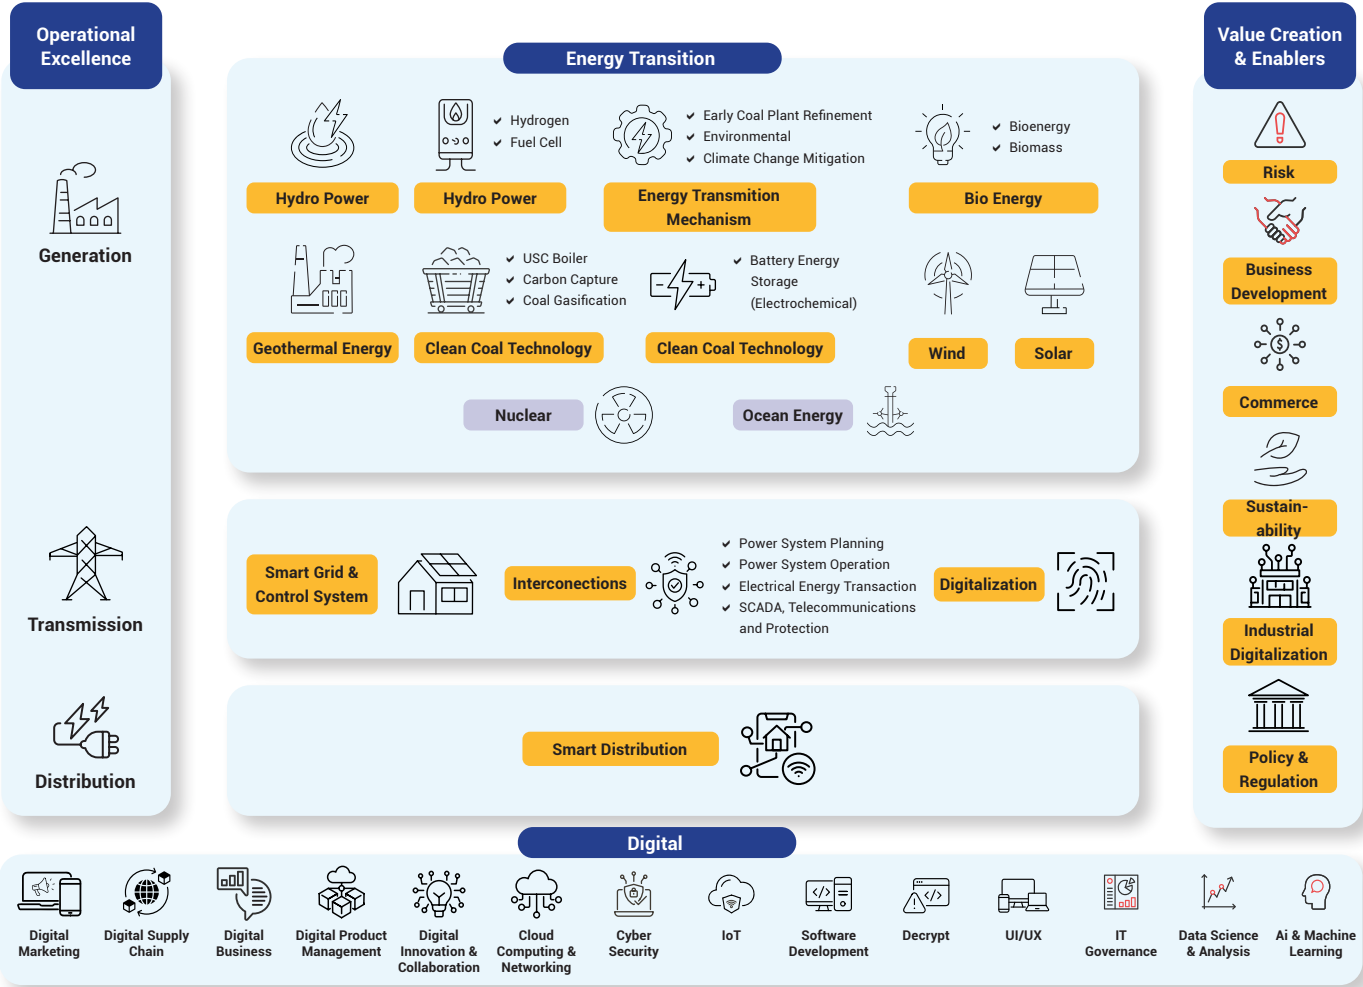 Operational
Excellence
Generation
Transmission
Distribution
Energy Transition
Hydro Power
Hydrogen
Fuel Cell
Hydro Power
Early Coal Plant Refinement
Environmental
Climate Change Mitigation
Energy Transmition
Mechanism
Bioenergy
Biomass
Bio Energy
Geothermal Energy
USC Boiler
Carbon Capture
Coal Gasification
Clean Coal Technology
Battery Energy
Storage
(Electrochemical)
Clean Coal Technology
Wind
Solar
Nuclear
Ocean Energy
Smart Grid &
Control System
Interconections
Power System Planning
Power System Operation
Electrical Energy Transaction
SCADA, Telecommunications
and Protection
Digitalization
Smart Distribution
Value Creation
& Enablers
Risk
Business
Development
$
Commerce
Sustain-
ability
Industrial
Digitalization
Policy &
Regulation
Digital
Digital
Marketing
Digital Supply
Chain
Digital
Business
Digital Product
Management
Digital
Innovation &
Collaboration
Cloud
Computing &
Networking
Cyber
Security
IoT
</>
Software
Development
</>
Decrypt
UI/UX
IT
Governance
Data Science
& Analysis
Ai & Machine
Learning